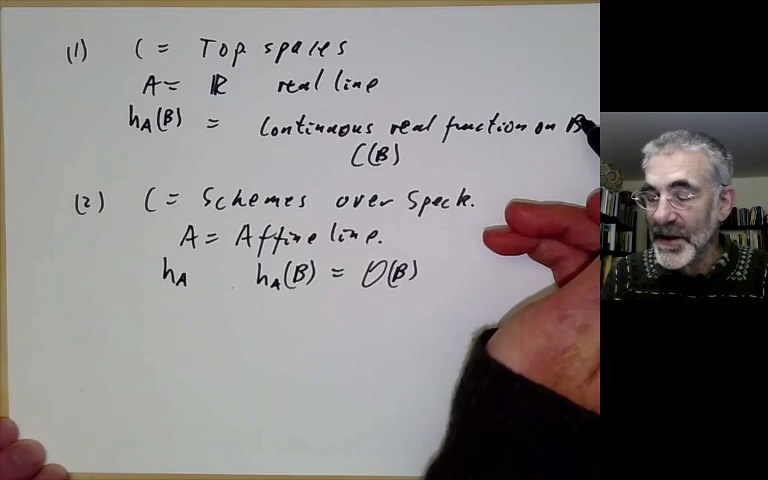 (1) C = Top spaces
A = ℝ real line
h_A(B) = continuous real function on B
C(B)
(2) C = Schemes over Spec k.
A = Affine line.
h_A h_A(B) = O(B)